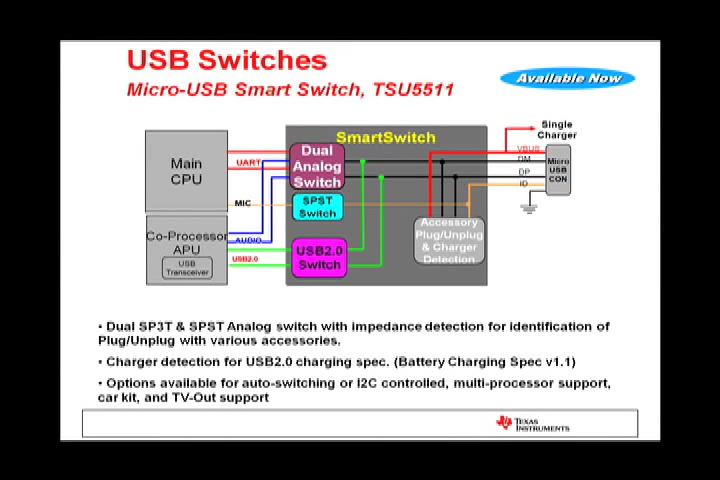 USB Switches
Micro-USB Smart Switch, TSU5511
Available Now
SmartSwitch
Single
Charger
Main
CPU
UART
MIC
Dual
Analog
Switch
SPST
Switch
VBUS
DM
DP
ID
Micro
USB
CON
Co-Processor
APU
USB
Transceiver
AUDIO
USB2.0
USB2.0
Switch
Accessory
Plug/Unplug
& Charger
Detection
• Dual SP3T & SPST Analog switch with impedance detection for identification of
Plug/Unplug with various accessories.
• Charger detection for USB2.0 charging spec. (Battery Charging Spec v1.1)
• Options available for auto-switching or I2C controlled, multi-processor support,
car kit, and TV-Out support
TEXAS
INSTRUMENTS